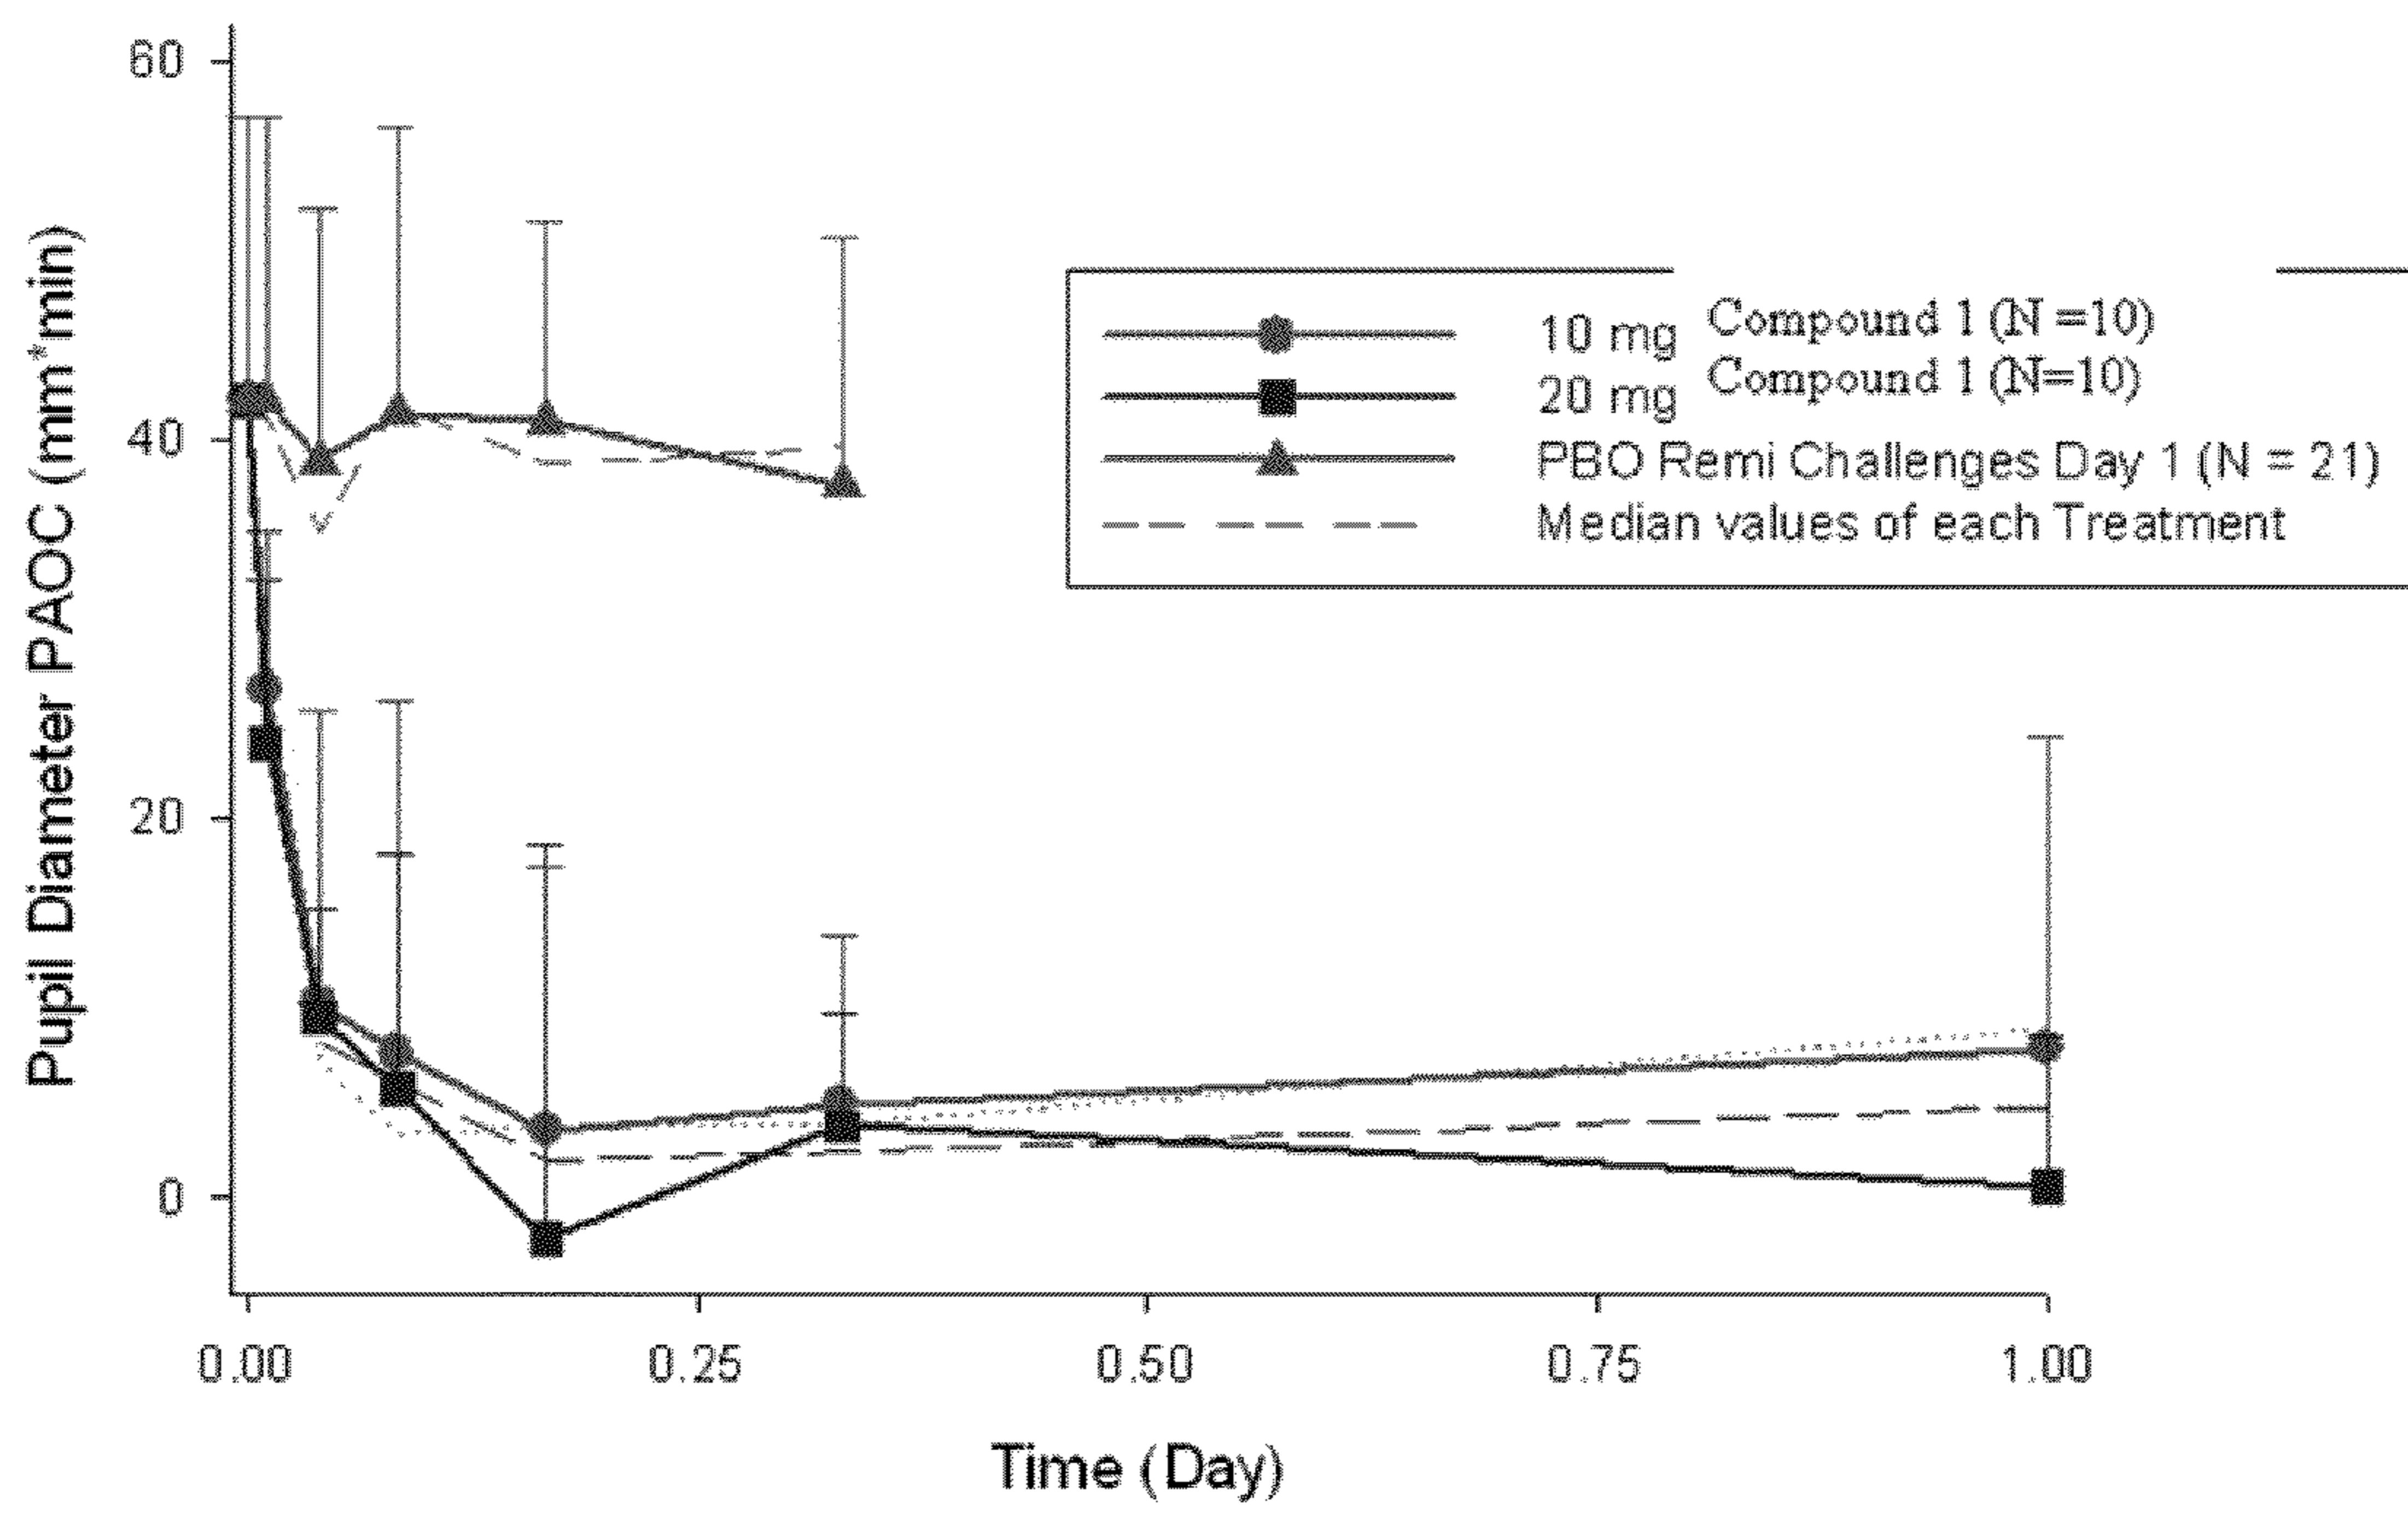 Pupil Diameter PAOC (mm*min)
60
40
20
0
10 mg Compound 1 (N =10)
20 mg Compound 1 (N=10)
PBO Remi Challenges Day 1 (N = 21)
Median values of each Treatment
0.00 0.25 0.50 0.75 1.00
Time (Day)